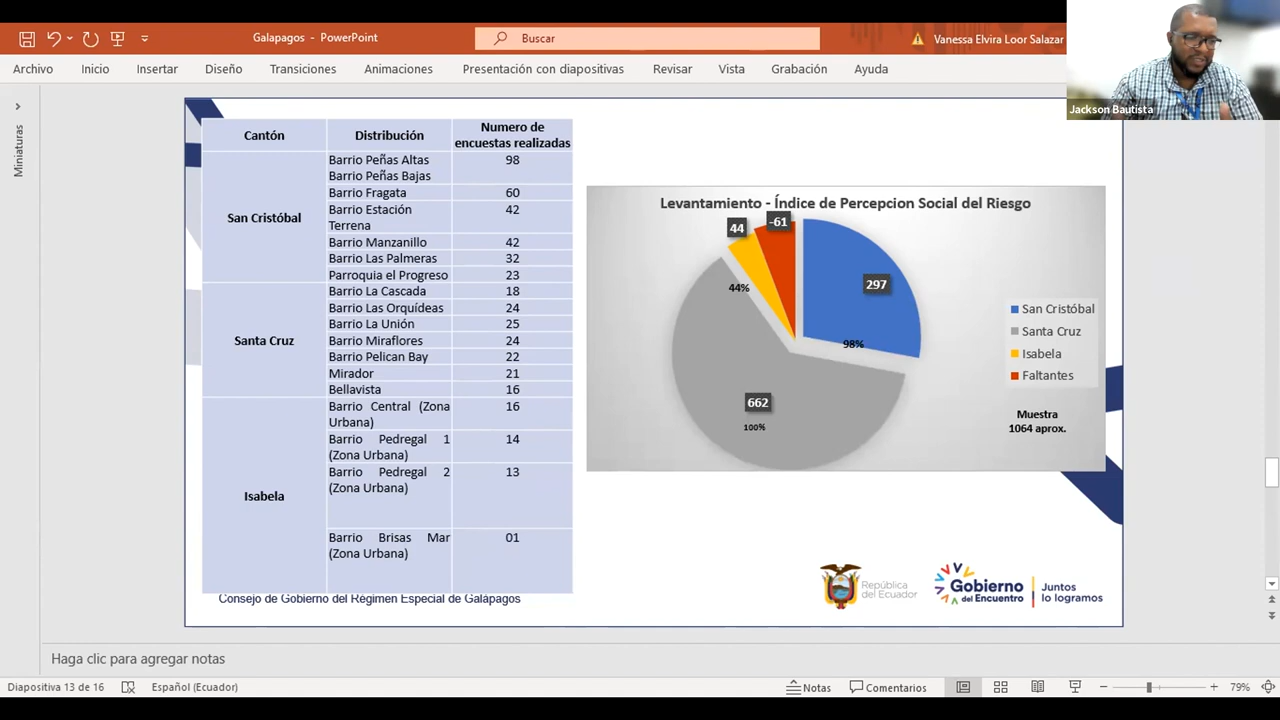 Galapagos - PowerPoint
Buscar
Vanessa Elvira Loor Salazar
Jackson Bautista
Archivo Inicio Insertar Diseño Transiciones Animaciones Presentación con diapositivas Revisar Vista Grabación Ayuda
Miniaturas
Cantón Distribución Numero de
encuestas realizadas
San Cristóbal
Barrio Peñas Altas 98
Barrio Peñas Bajas
Barrio Fragata 60
Barrio Estación 42
Terrena
Barrio Manzanillo 42
Barrio Las Palmeras 32
Parroquia el Progreso 23
Santa Cruz
Barrio La Cascada 18
Barrio Las Orquídeas 24
Barrio La Unión 25
Barrio Miraflores 24
Barrio Pelican Bay 22
Mirador 21
Bellavista 16
Isabela
Barrio Central (Zona 16
Urbana)
Barrio Pedregal 1 14
(Zona Urbana)
Barrio Pedregal 2 13
(Zona Urbana)
Barrio Brisas Mar 01
(Zona Urbana)
Levantamiento - Índice de Percepcion Social del Riesgo
-61
44
297
44%
98%
662
100%
San Cristóbal
Santa Cruz
Isabela
Faltantes
Muestra
1064 aprox.
Consejo de Gobierno del Régimen Especial de Galápagos
República
del Ecuador
Gobierno
del Encuentro
Juntos
lo logramos
Haga clic para agregar notas
Diapositiva 13 de 16 Español (Ecuador) Notas Comentarios 79%